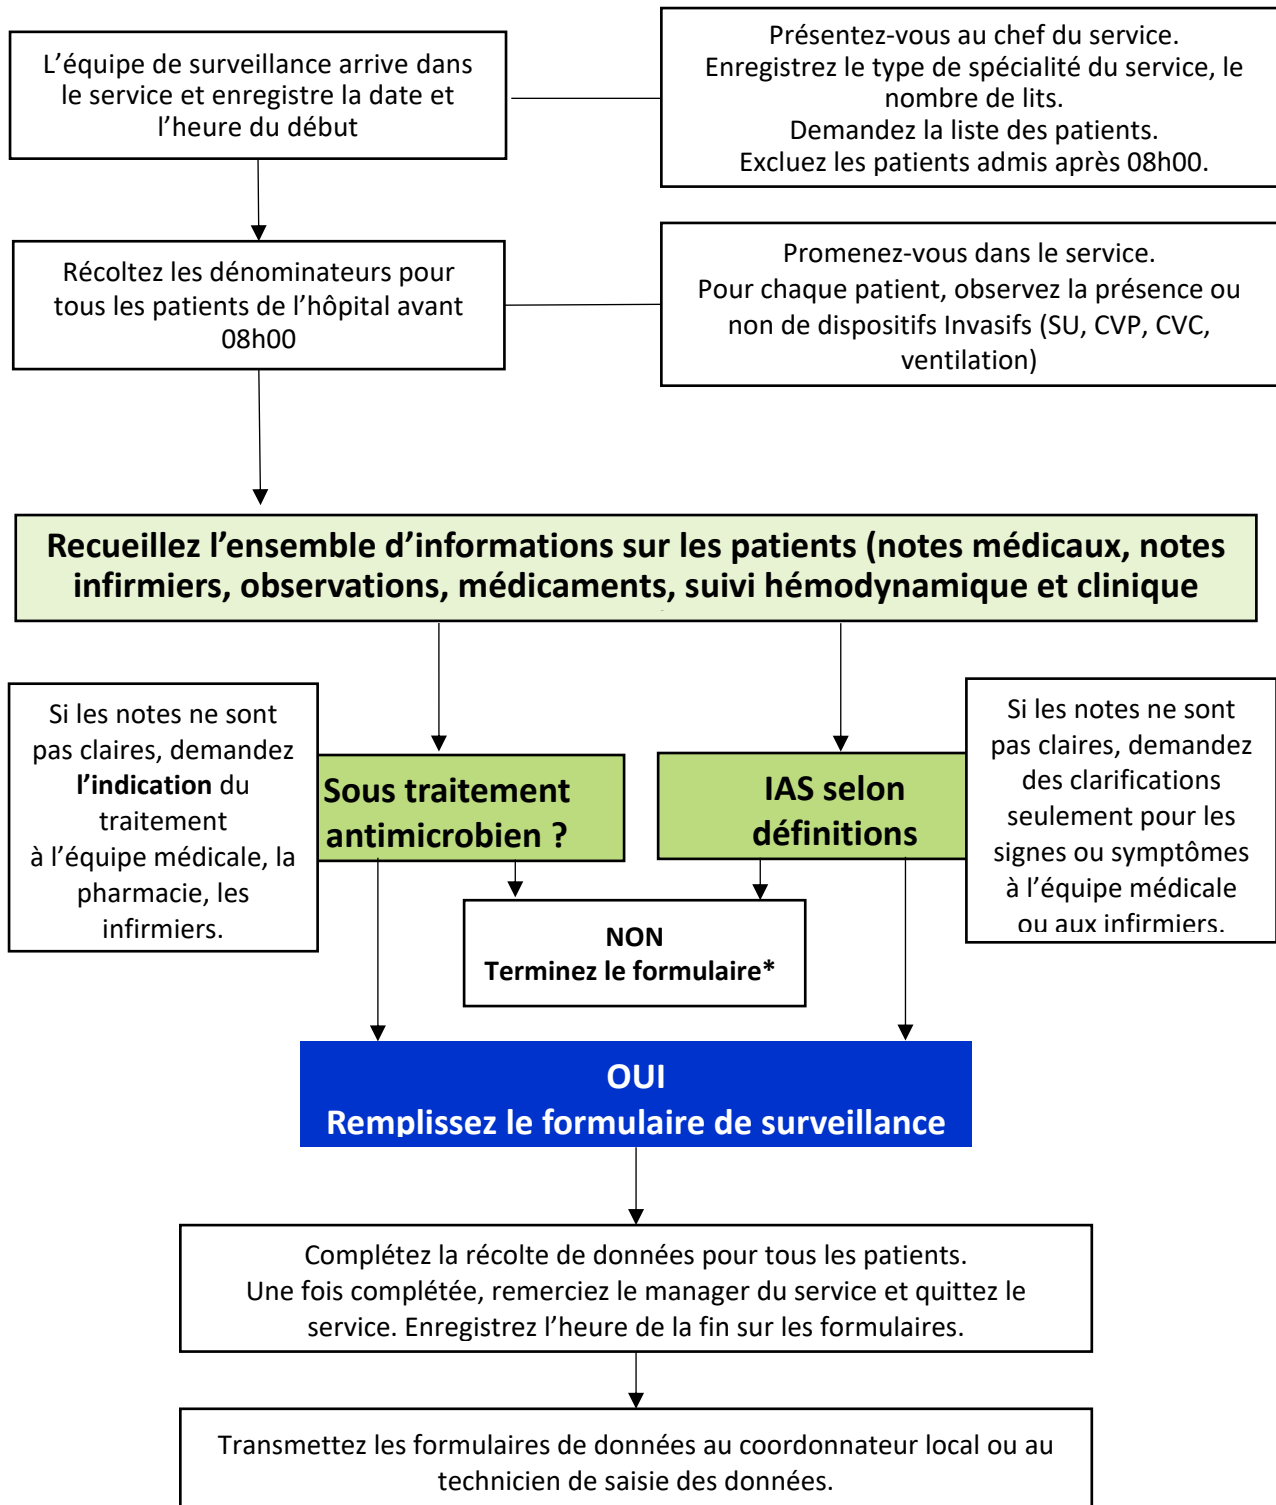 L’équipe de surveillance arrive dans
le service et enregistre la date et
l’heure du début
Présentez-vous au chef du service.
Enregistrez le type de spécialité du service, le
nombre de lits.
Demandez la liste des patients.
Excluez les patients admis après 08h00.
Récoltez les dénominateurs pour
tous les patients de l’hôpital avant
08h00
Promenez-vous dans le service.
Pour chaque patient, observez la présence ou
non de dispositifs Invasifs (SU, CVP, CVC,
ventilation)
Recueillez l’ensemble d’informations sur les patients (notes médicaux, notes
infirmiers, observations, médicaments, suivi hémodynamique et clinique
Si les notes ne sont
pas claires, demandez
l’indication du
traitement
à l’équipe médicale, la
pharmacie, les
infirmiers.
Sous traitement
antimicrobien ?
IAS selon
définitions
Si les notes ne sont
pas claires, demandez
des clarifications
seulement pour les
signes ou symptômes
à l’équipe médicale
ou aux infirmiers.
NON
Terminez le formulaire*
OUI
Remplissez le formulaire de surveillance
Complétez la récolte de données pour tous les patients.
Une fois complétée, remerciez le manager du service et quittez le
service. Enregistrez l’heure de la fin sur les formulaires.
Transmettez les formulaires de données au coordonnateur local ou au
technicien de saisie des données.